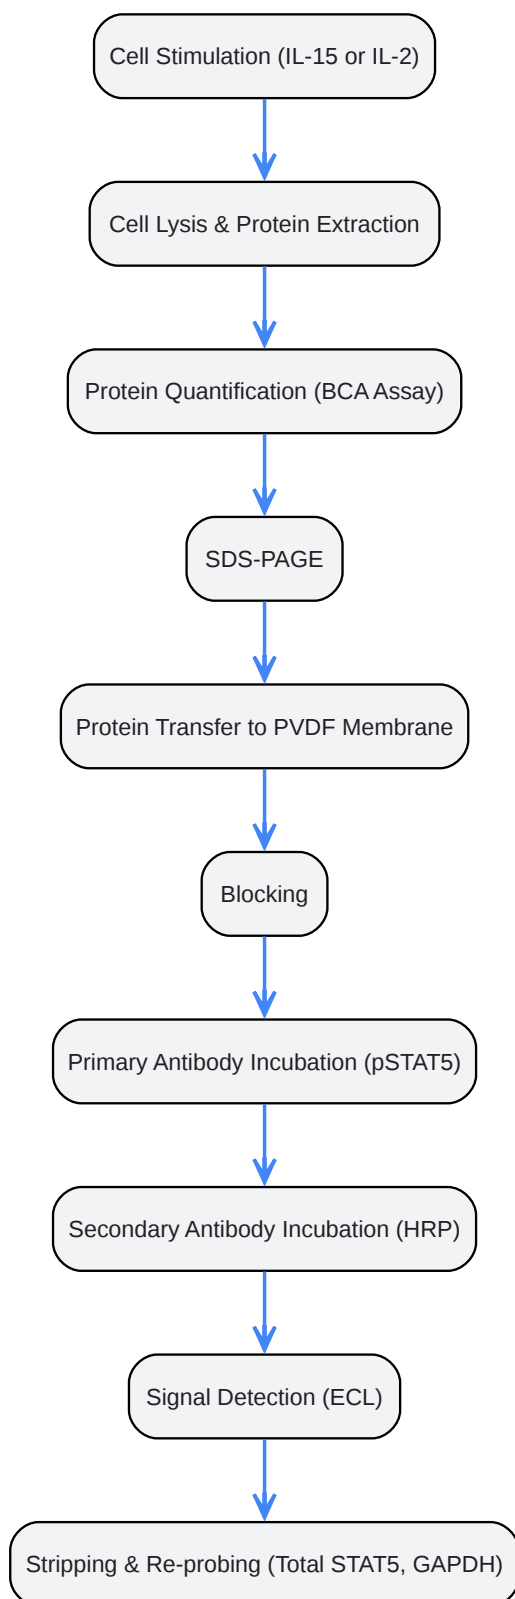 Cell Stimulation (IL-15 or IL-2)
Cell Lysis & Protein Extraction
Protein Quantification (BCA Assay)
SDS-PAGE
Protein Transfer to PVDF Membrane
Blocking
Primary Antibody Incubation (pSTAT5)
Secondary Antibody Incubation (HRP)
Signal Detection (ECL)
Stripping & Re-probing (Total STAT5, GAPDH)